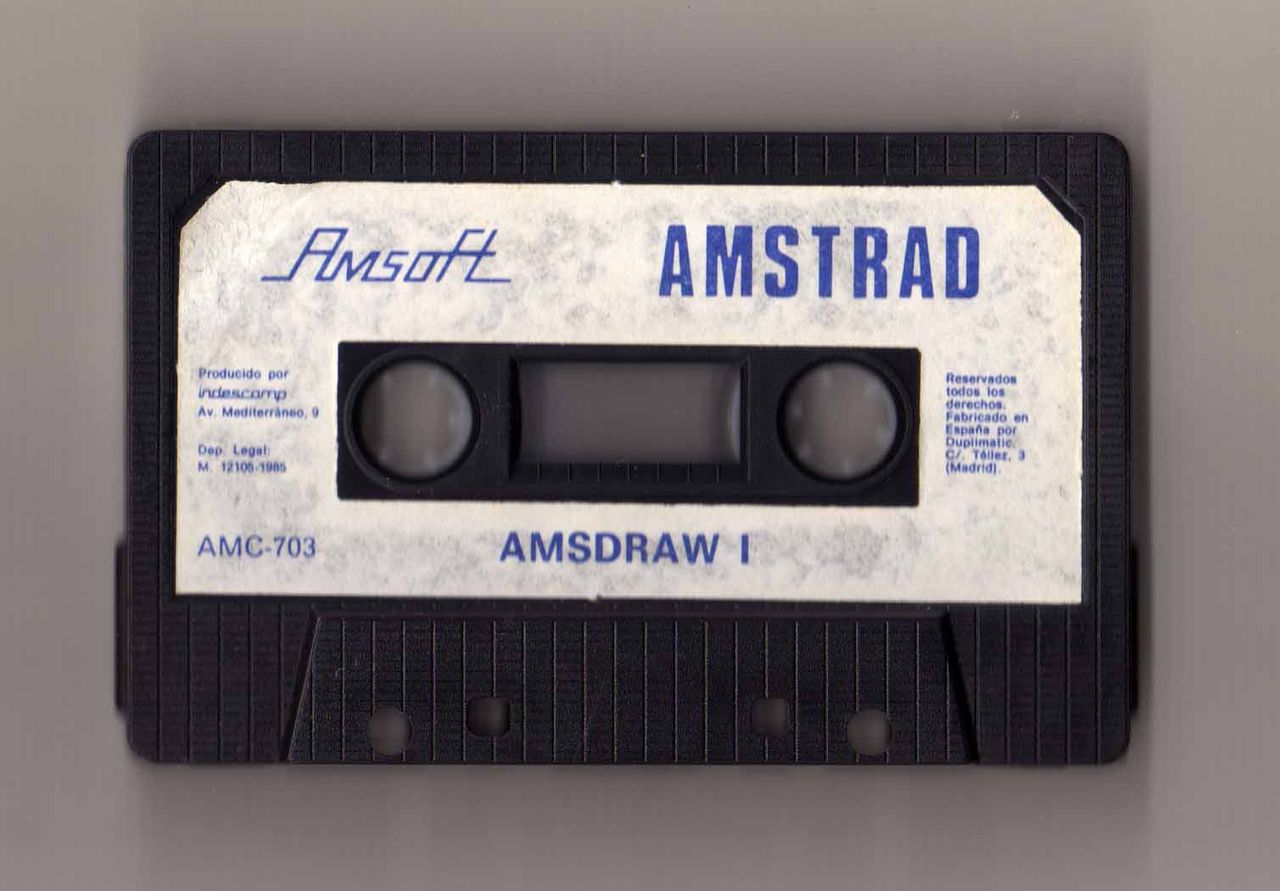 Amsoft
AMSTRAD
Producido por
indescomp
Av. Mediterráneo, 9
Dep. Legal:
M. 12105-1985
Reservados
todos los
derechos.
Fabricado en
España por
Duplimatic.
C/. Téllez, 3
(Madrid).
AMC-703
AMSDRAW I